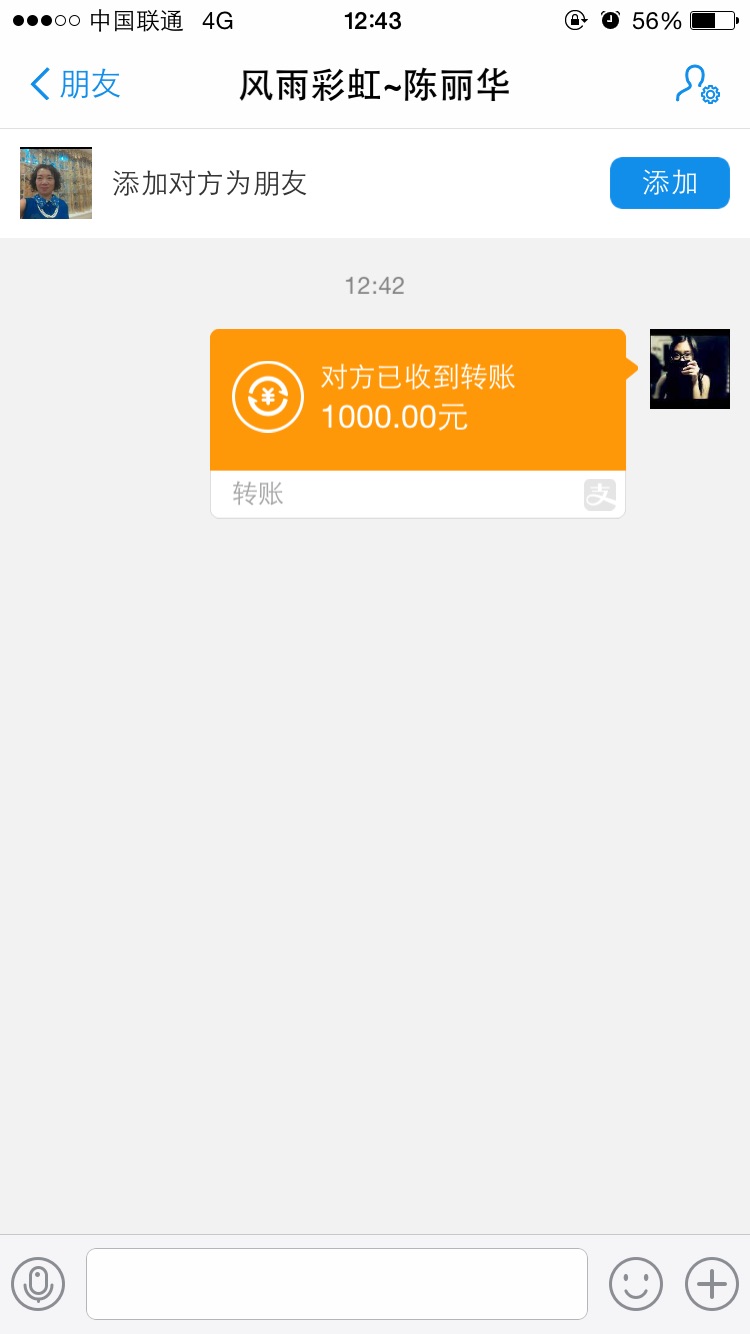 中国联通 4G 12:43 56%
朋友 风雨彩虹~陈丽华
添加对方为朋友 添加
12:42
对方已收到转账
1000.00元
转账 支